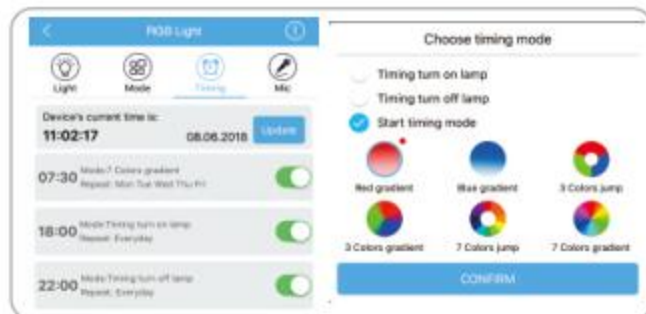 RGB Light
Light Mode Timing Mic
Device's current time is:
11:02:17 08.06.2018 Update
07:30 Mode:7 Colors gradient
Repeat: Mon Tue Wed Thu Fri
18:00 Mode:Timing turn on lamp
Repeat: Everyday
22:00 Mode:Timing turn off lamp
Repeat: Everyday
Choose timing mode
Timing turn on lamp
Timing turn off lamp
Start timing mode
Red gradient Blue gradient 3 Colors jump
3 Colors gradient 7 Colors jump 7 Colors gradient
CONFIRM